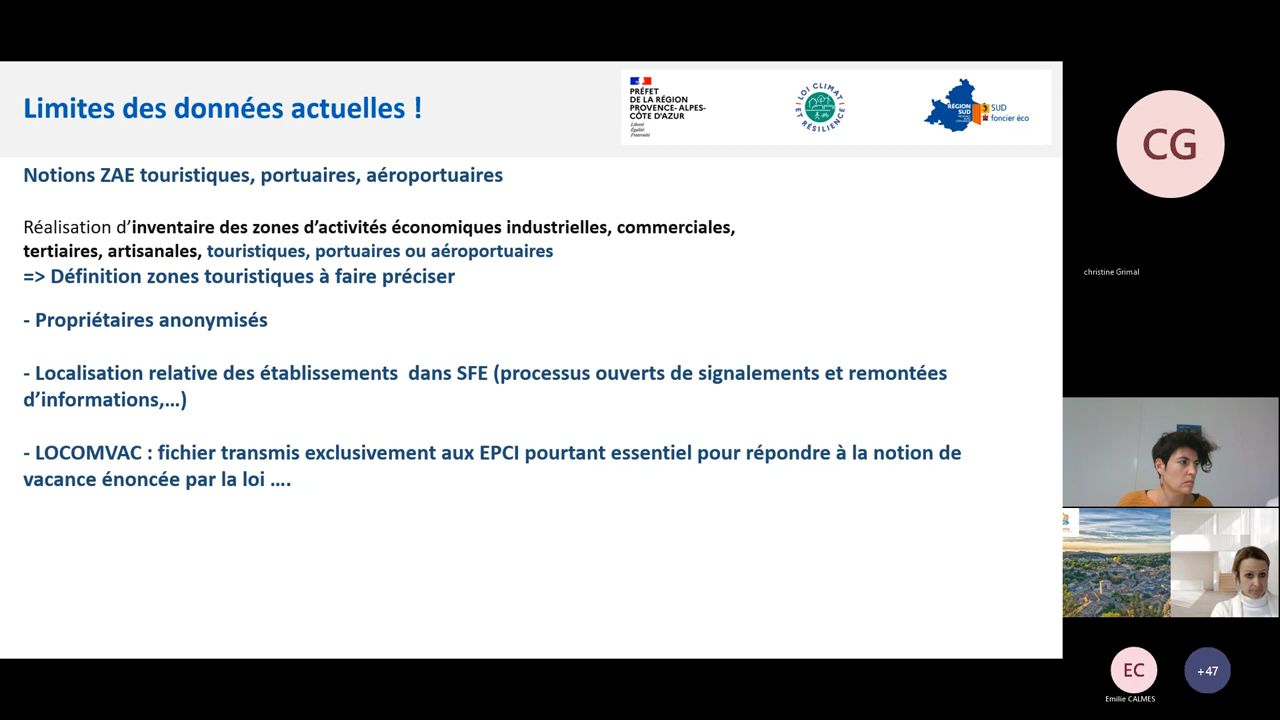 Limites des données actuelles !
PRÉFET
DE LA RÉGION
PROVENCE- ALPES-
CÔTE D'AZUR
Liberté
Égalité
Fraternité
LOI CLIMAT
ET RÉSILIENCE
RÉGION
SUD
SUD
foncier éco
Notions ZAE touristiques, portuaires, aéroportuaires
Réalisation d’inventaire des zones d’activités économiques industrielles, commerciales,
tertiaires, artisanales, touristiques, portuaires ou aéroportuaires
=> Définition zones touristiques à faire préciser
- Propriétaires anonymisés
- Localisation relative des établissements  dans SFE (processus ouverts de signalements et remontées
d’informations,…)
- LOCOMVAC : fichier transmis exclusivement aux EPCI pourtant essentiel pour répondre à la notion de
vacance énoncée par la loi ….
CG
christine Grimal
EC
+47
Emilie CALMES